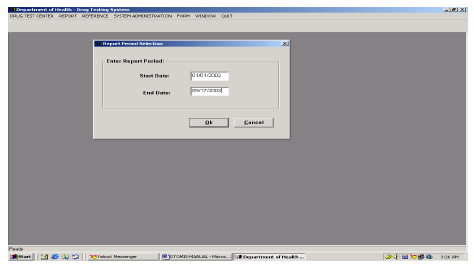 Department of Health - Drug Testing System
DRUG TEST CENTER REPORT REFERENCE SYSTEM ADMINISTRATION FORM WINDOW QUIT
Report Period Selection
Enter Report Period:
Start Date: 01/01/2002
End Date: 09/17/2003
Ok Cancel
Ready
Start Yahoo! Messenger DTOMIS-MANUAL - Micros... Department of Health ... 3:26 AM